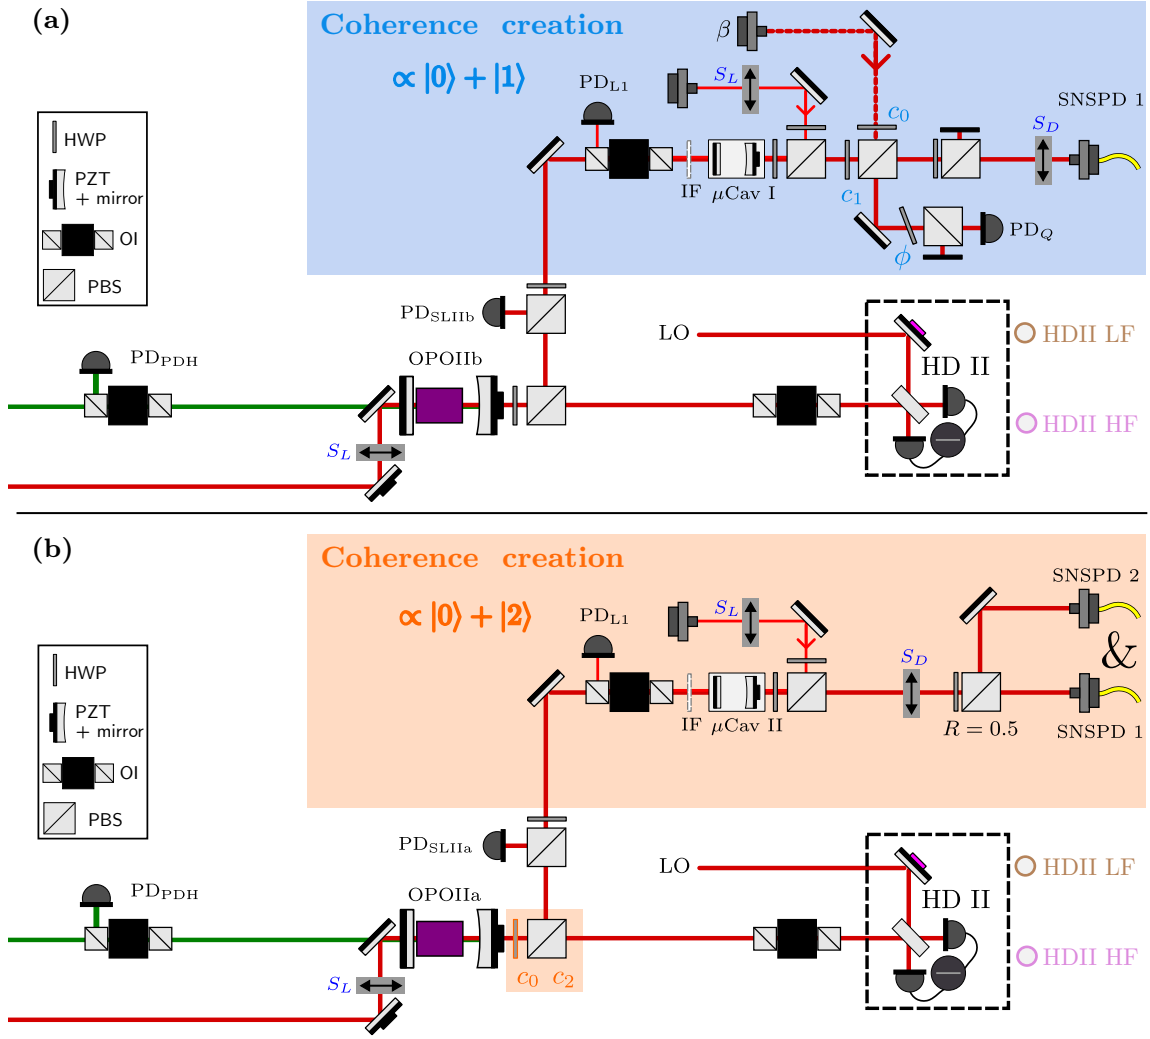 (a)
Coherence creation
∝ |0⟩ + |1⟩
β
PD_L1
S_L
c_0
SNSPD 1
S_D
HWP
PZT
+ mirror
OI
PBS
IF
μCav I
c_1
ϕ
PD_Q
PD_SLIIb
LO
HDII LF
PD_PDH
OPOIIb
HD II
HDII HF
S_L
(b)
Coherence creation
∝ |0⟩ + |2⟩
PD_L1
S_L
SNSPD 2
&
S_D
HWP
PZT
+ mirror
OI
PBS
IF
μCav II
R = 0.5
SNSPD 1
PD_SLIIa
LO
HDII LF
PD_PDH
OPOIIa
HD II
HDII HF
S_L
c_0 c_2